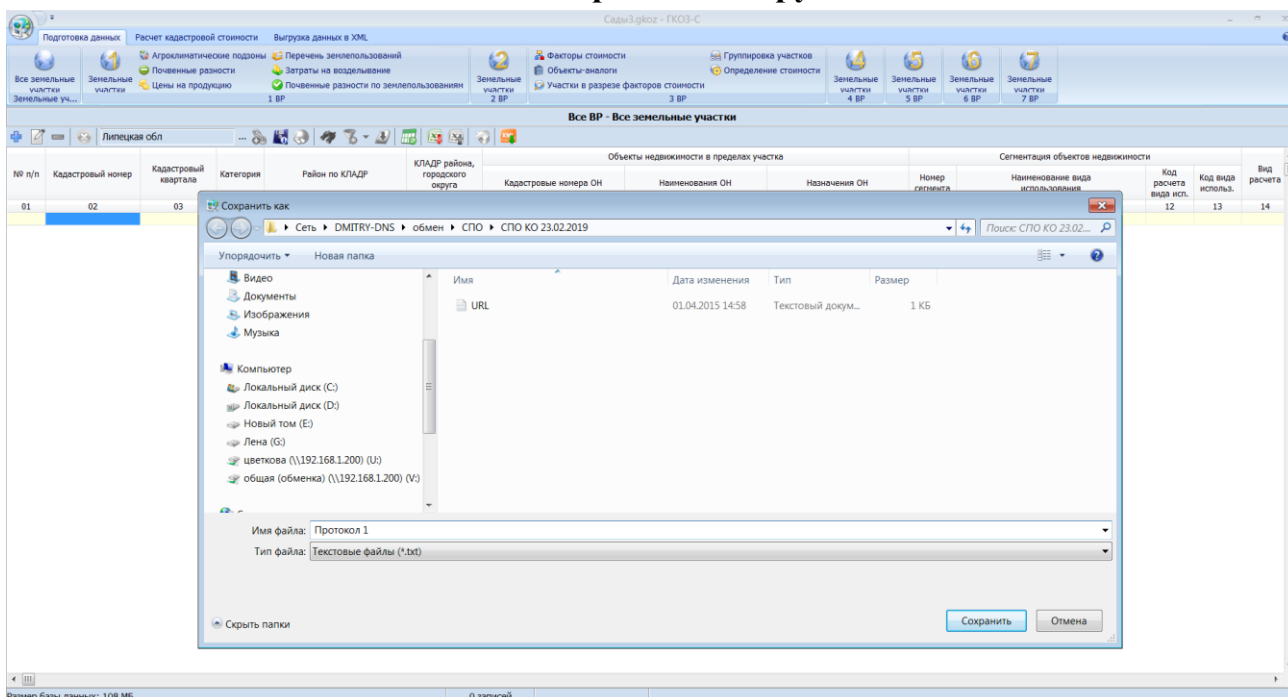 Сады3.gkoz - ГКОЗ-С
Подготовка данных Расчет кадастровой стоимости Выгрузка данных в XML
Агроклиматические подзоны Перечень землепользований Факторы стоимости Группировка участков
Почвенные разности Затраты на возделывание Объекты-аналоги Определение стоимости
Все земельные участки Земельные участки Цены на продукцию Почвенные разности по землепользованиям Земельные участки Участки в разрезе факторов стоимости Земельные участки Земельные участки Земельные участки Земельные участки
Земельные уч... 1 ВР 2 ВР 3 ВР 4 ВР 5 ВР 6 ВР 7 ВР
Все ВР - Все земельные участки
Липецкая обл ...
№ п/п Кадастровый номер Кадастровый квартала Категория Район по КЛАДР КЛАДР района, городского округа
Объекты недвижимости в пределах участка
Кадастровые номера ОН Наименования ОН Назначения ОН
Сегментация объектов недвижимости
Номер сегмента Наименование вида использования Код расчета вида исп. Код вида использ. Вид расчета
01 02 03 12 13 14
Сохранить как
Сеть DMITRY-DNS обмен СПО СПО КО 23.02.2019 Поиск: СПО КО 23.02....
Упорядочить Новая папка
Видео
Документы
Изображения
Музыка
Компьютер
Локальный диск (C:)
Локальный диск (D:)
Новый том (E:)
Лена (G:)
цветкова (\\192.168.1.200) (U:)
общая (обменка) (\\192.168.1.200) (V:)
Имя Дата изменения Тип Размер
URL 01.04.2015 14:58 Текстовый докум... 1 КБ
Имя файла: Протокол 1
Тип файла: Текстовые файлы (*.txt)
Скрыть папки Сохранить Отмена
Размер базы данных: 108 МБ 0 записей